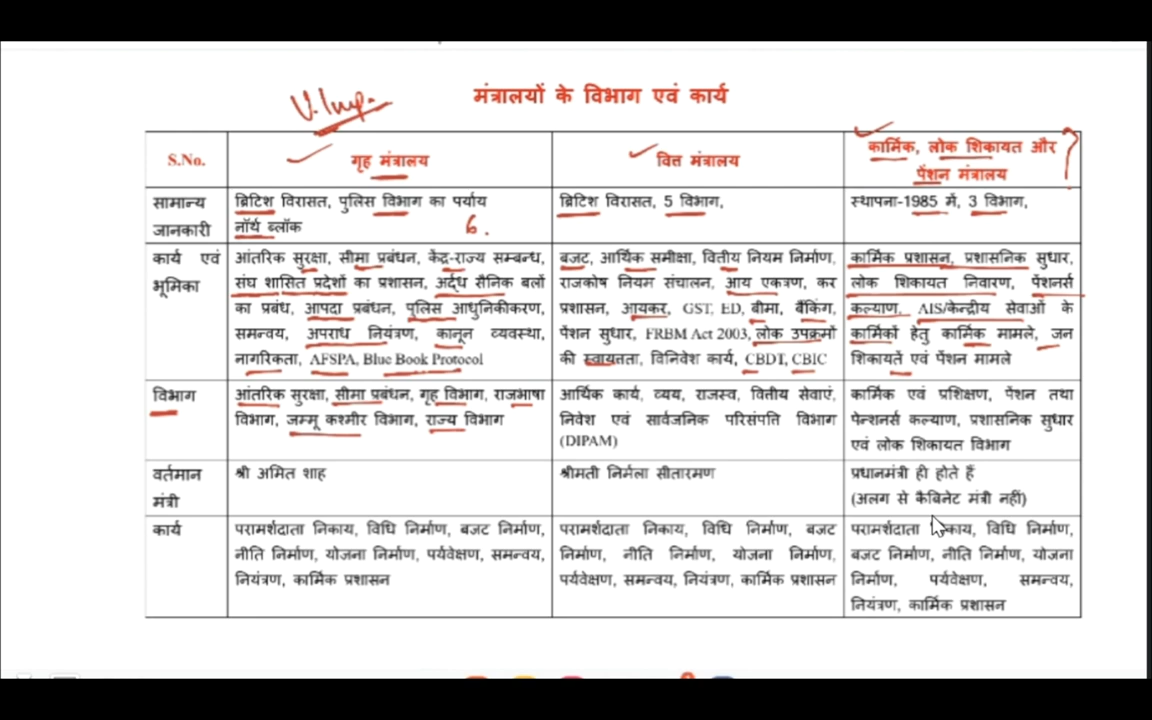 मंत्रालयों के विभाग एवं कार्य
V. Imp.
S.No.
गृह मंत्रालय
वित्त मंत्रालय
कार्मिक, लोक शिकायत और
पेंशन मंत्रालय
?
सामान्य
जानकारी
ब्रिटिश विरासत, पुलिस विभाग का पर्याय
नॉर्थ ब्लॉक
6.
ब्रिटिश विरासत, 5 विभाग,
स्थापना-1985 में, 3 विभाग,
कार्य एवं
भूमिका
आंतरिक सुरक्षा, सीमा प्रबंधन, केंद्र-राज्य सम्बन्ध,
संघ शासित प्रदेशों का प्रशासन, अर्द्ध सैनिक बलों
का प्रबंध, आपदा प्रबंधन, पुलिस आधुनिकीकरण,
समन्वय, अपराध नियंत्रण, कानून व्यवस्था,
नागरिकता, AFSPA, Blue Book Protocol
बजट, आर्थिक समीक्षा, वित्तीय नियम निर्माण,
राजकोष नियम संचालन, आय एकत्रण, कर
प्रशासन, आयकर, GST, ED, बीमा, बैंकिंग,
पेंशन सुधार, FRBM Act 2003, लोक उपक्रमों
की स्वायत्तता, विनिवेश कार्य, CBDT, CBIC
कार्मिक प्रशासन, प्रशासनिक सुधार,
लोक शिकायत निवारण, पेंशनर्स
कल्याण, AIS/केन्द्रीय सेवाओं के
कार्मिकों हेतु कार्मिक मामले, जन
शिकायतें एवं पेंशन मामले
विभाग
आंतरिक सुरक्षा, सीमा प्रबंधन, गृह विभाग, राजभाषा
विभाग, जम्मू कश्मीर विभाग, राज्य विभाग
आर्थिक कार्य, व्यय, राजस्व, वित्तीय सेवाएं,
निवेश एवं सार्वजनिक परिसंपति विभाग
(DIPAM)
कार्मिक एवं प्रशिक्षण, पेंशन तथा
पेन्शनर्स कल्याण, प्रशासनिक सुधार
एवं लोक शिकायत विभाग
वर्तमान
मंत्री
श्री अमित शाह
श्रीमती निर्मला सीतारमण
प्रधानमंत्री ही होते हैं
(अलग से कैबिनेट मंत्री नहीं)
कार्य
परामर्शदाता निकाय, विधि निर्माण, बजट निर्माण,
नीति निर्माण, योजना निर्माण, पर्यवेक्षण, समन्वय,
नियंत्रण, कार्मिक प्रशासन
परामर्शदाता निकाय, विधि निर्माण, बजट
निर्माण, नीति निर्माण, योजना निर्माण,
पर्यवेक्षण, समन्वय, नियंत्रण, कार्मिक प्रशासन
परामर्शदाता निकाय, विधि निर्माण,
बजट निर्माण, नीति निर्माण, योजना
निर्माण, पर्यवेक्षण, समन्वय,
नियंत्रण, कार्मिक प्रशासन